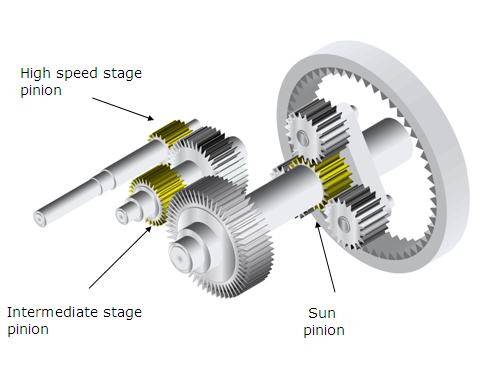 High speed stage
pinion
Intermediate stage
pinion
Sun
pinion